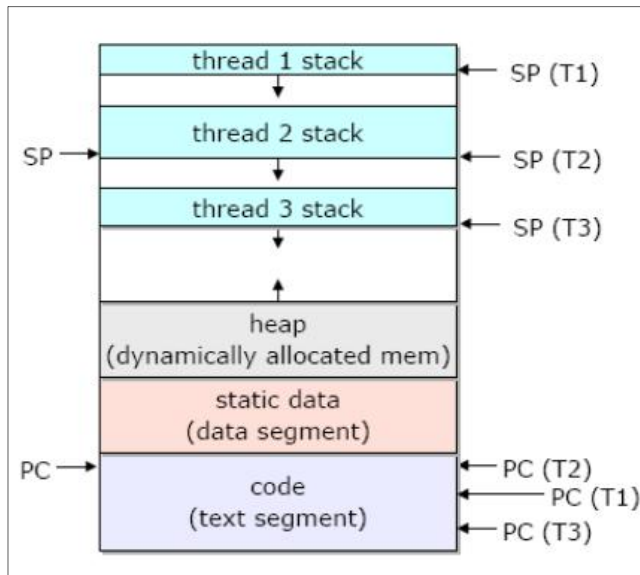 thread 1 stack
SP (T1)
thread 2 stack
SP
SP (T2)
thread 3 stack
SP (T3)
heap
(dynamically allocated mem)
static data
(data segment)
PC
PC (T2)
code
PC (T1)
(text segment)
PC (T3)